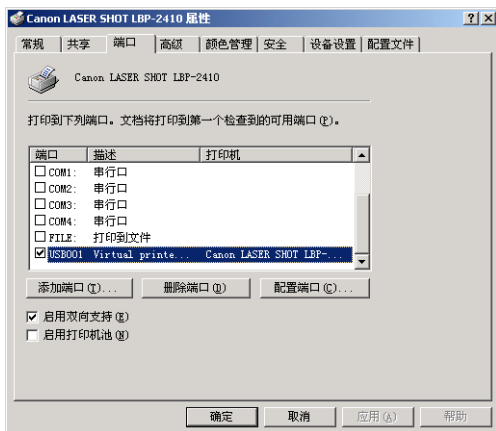 Canon LASER SHOT LBP-2410 属性
常规 共享 端口 高级 颜色管理 安全 设备设置 配置文件
Canon LASER SHOT LBP-2410
打印到下列端口。文档将打印到第一个检查到的可用端口(P)。
端口 描述 打印机
COM1: 串行口
COM2: 串行口
COM3: 串行口
COM4: 串行口
FILE: 打印到文件
USB001 Virtual printe... Canon LASER SHOT LBP-...
添加端口(T)... 删除端口(D) 配置端口(C)...
启用双向支持(E)
启用打印机池(N)
确定 取消 应用(A) 帮助